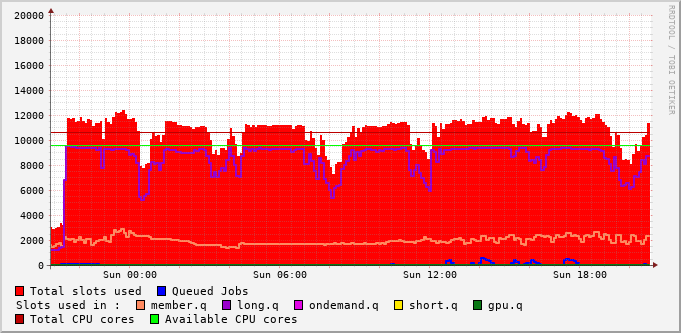 20000
18000
16000
14000
12000
10000
8000
6000
4000
2000
0
Sun 00:00 Sun 06:00 Sun 12:00 Sun 18:00
RRDTOOL / TOBI OETIKER
Total slots used Queued Jobs
Slots used in : member.q long.q ondemand.q short.q gpu.q
Total CPU cores Available CPU cores